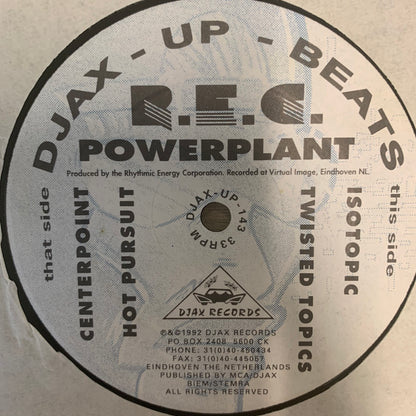 DJAX - UP - BEATS
R.E.C.
POWERPLANT
Produced by the Rhythmic Energy Corporation. Recorded at Virtual Image, Eindhoven NL.
that side
CENTERPOINT
HOT PURSUIT
DJAX-UP-143
33RPM
this side
ISOTOPIC
TWISTED TOPICS
DJAX RECORDS
℗&©1992 DJAX RECORDS
PO BOX 2408 5600 CK
PHONE: 31(0)40-450434
FAX: 31(0)40-445057
EINDHOVEN THE NETHERLANDS
PUBLISHED BY MCA/DJAX
BIEM/STEMRA
ALL RIGHTS RESERVED